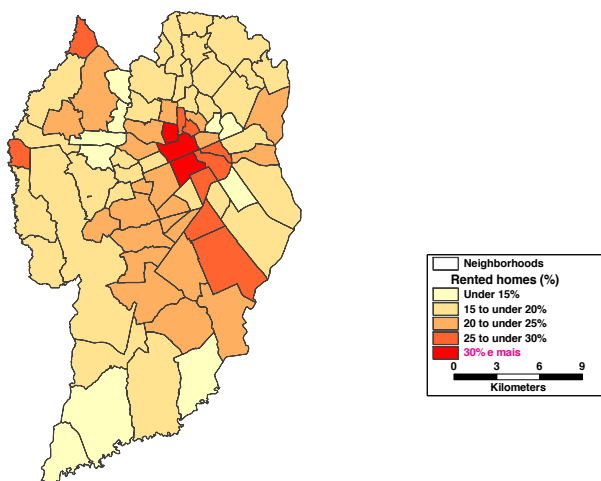 Neighborhoods
Rented homes (%)
Under 15%
15 to under 20%
20 to under 25%
25 to under 30%
30% e mais
0 3 6 9
Kilometers